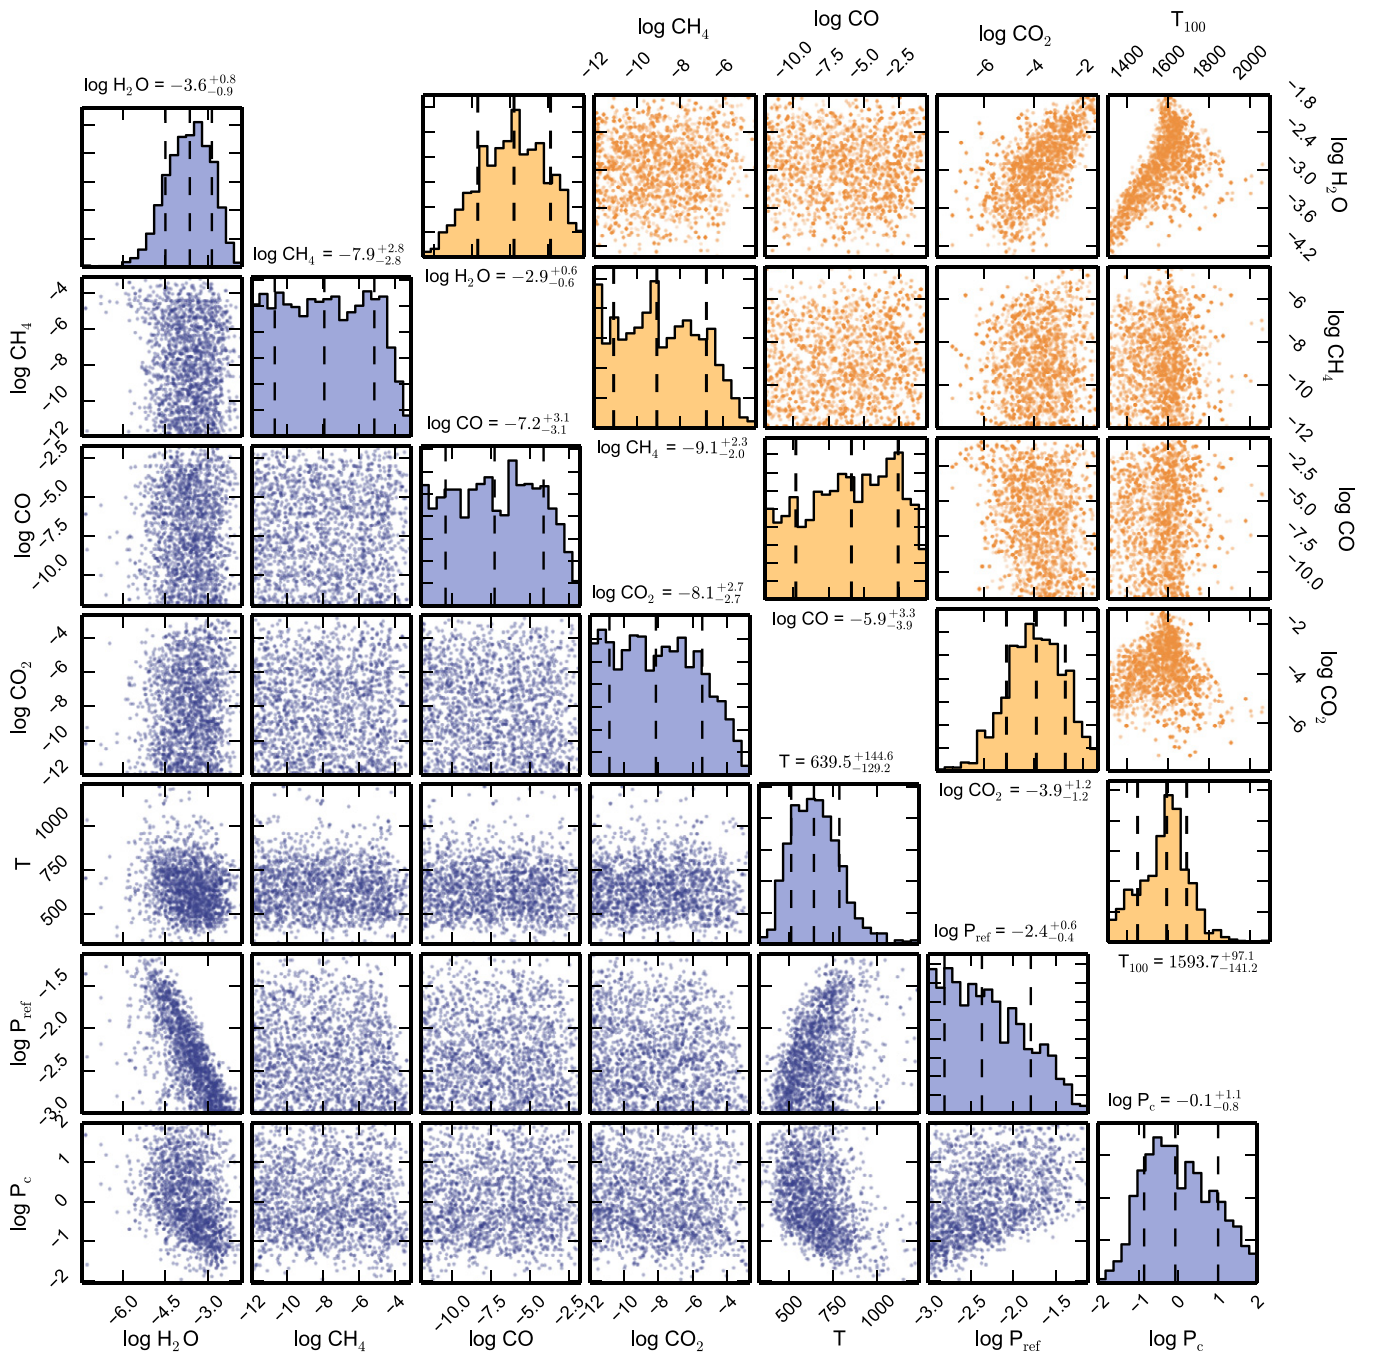 log CH₄
log CO
log CO₂
T₁₀₀
−12
−10
−8
−6
−10.0
−7.5
−5.0
−2.5
−6
−4
−2
1400
1600
1800
2000
log H₂O = −3.6 +0.8 −0.9
−1.8
−2.4
−3.0
−3.6
−4.2
log H₂O
log CH₄ = −7.9 +2.8 −2.8
log H₂O = −2.9 +0.6 −0.6
log CH₄
−4
−6
−8
−10
−12
−6
−8
−10
−12
log CH₄
log CO = −7.2 +3.1 −3.1
log CH₄ = −9.1 +2.3 −2.0
log CO
−2.5
−5.0
−7.5
−10.0
−2.5
−5.0
−7.5
−10.0
log CO
log CO₂ = −8.1 +2.7 −2.7
log CO = −5.9 +3.3 −3.9
log CO₂
−4
−6
−8
−10
−12
−2
−4
−6
log CO₂
T = 639.5 +144.6 −129.2
log CO₂ = −3.9 +1.2 −1.2
T
1000
750
500
log P_ref = −2.4 +0.6 −0.4
T₁₀₀ = 1593.7 +97.1 −141.2
log P_ref
−1.5
−2.0
−2.5
−3.0
log P_c = −0.1 +1.1 −0.8
log P_c
2
1
0
−1
−2
−6.0
−4.5
−3.0
−12
−10
−8
−6
−4
−10.0
−7.5
−5.0
−2.5
−12
−10
−8
−6
−4
500
750
1000
−3.0
−2.5
−2.0
−1.5
−2
−1
0
1
2
log H₂O
log CH₄
log CO
log CO₂
T
log P_ref
log P_c